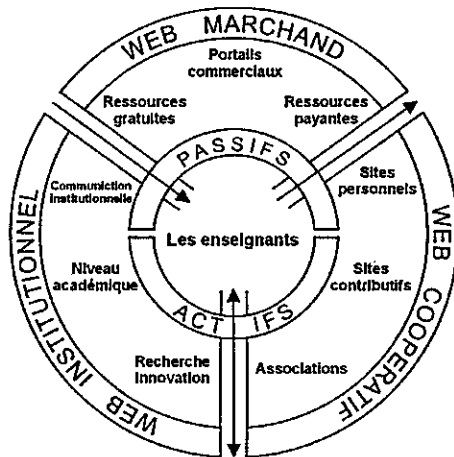 WEB MARCHAND
Portails
commerciaux
Ressources
gratuites
Ressources
payantes
PASSIFS
Communiction
institutionnelle
Sites
personnels
Les enseignants
Niveau
académique
Sites
contributifs
ACTIFS
Recherche
innovation
Associations
WEB INSTITUTIONNEL
WEB COOPERATIF